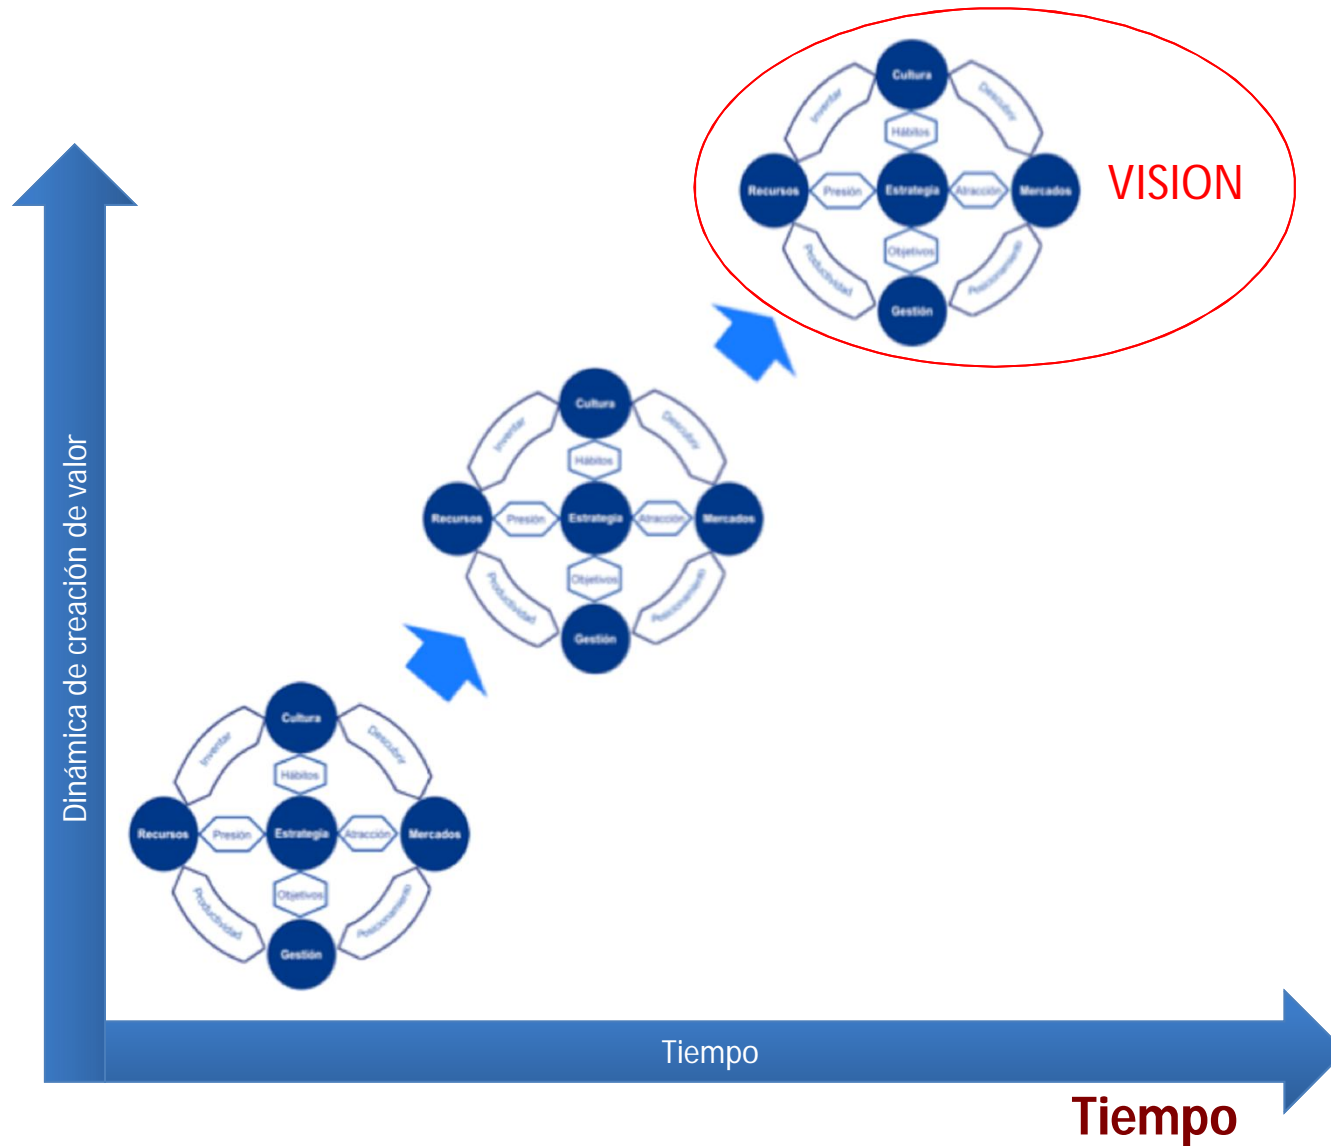 Cultura
Inventar
Descubrir
Hábitos
Recursos
Presión
Estrategia
Atracción
Mercados
VISION
Objetivos
Productividad
Posicionamiento
Gestión
Cultura
Inventar
Descubrir
Hábitos
Recursos
Presión
Estrategia
Atracción
Mercados
Objetivos
Productividad
Posicionamiento
Gestión
Dinámica de creación de valor
Cultura
Inventar
Descubrir
Hábitos
Recursos
Presión
Estrategia
Atracción
Mercados
Objetivos
Productividad
Posicionamiento
Gestión
Tiempo
Tiempo